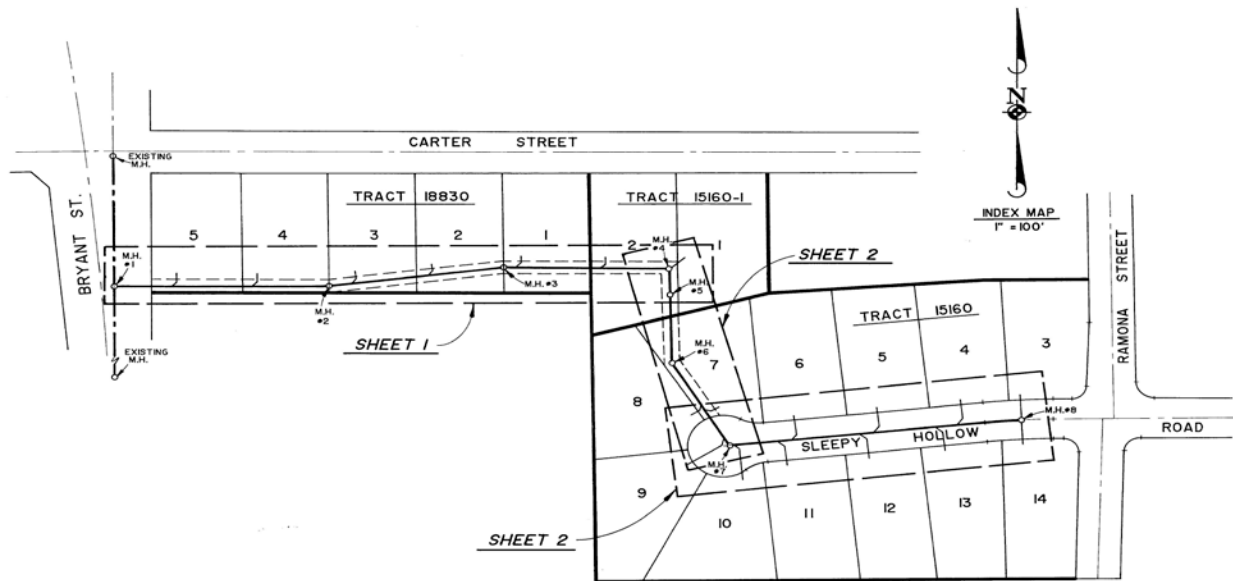 N
CARTER STREET
EXISTING
M.H.
TRACT 18830
TRACT 15160-1
INDEX MAP
1" = 100'
BRYANT ST.
RAMONA STREET
5
4
3
2
1
2
1
M.H.
#1
M.H.
#2
M.H. #3
M.H.
#4
M.H.
#5
M.H.
#6
SHEET 2
SHEET 1
EXISTING
M.H.
TRACT 15160
8
7
6
5
4
3
M.H. #8
SLEEPY HOLLOW ROAD
M.H.
#7
9
10
11
12
13
14
SHEET 2